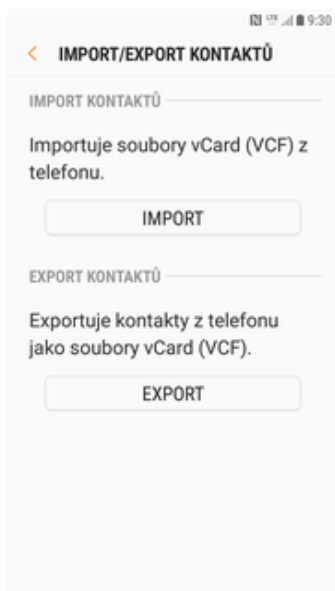 9:30
IMPORT/EXPORT KONTAKTŮ
IMPORT KONTAKTŮ
Importuje soubory vCard (VCF) z
telefonu.
IMPORT
EXPORT KONTAKTŮ
Exportuje kontakty z telefonu
jako soubory vCard (VCF).
EXPORT